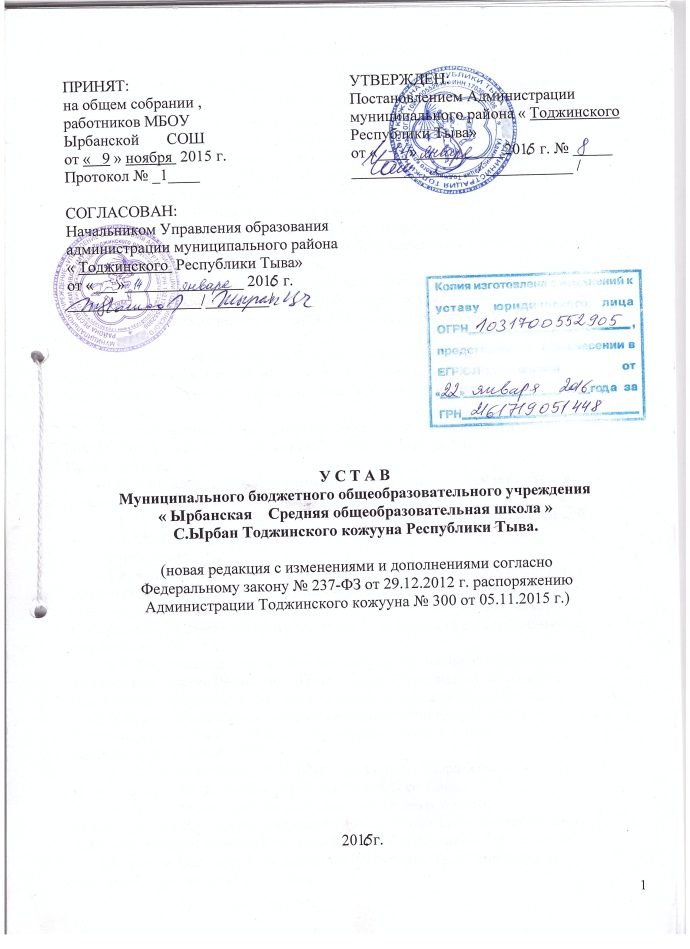 ПРИНЯТ:
на общем собрании ,
работников МБОУ
Ырбанской СОШ
от « 9 » ноября 2015 г.
Протокол № _1____
УТВЕРЖДЕН:
Постановлением Администрации
муниципального района « Тоджинского
Республики Тыва»
от « » января 2016 г. № 8
СОГЛАСОВАН:
Начальником Управления образования
администрации муниципального района
« Тоджинского Республики Тыва»
от « » января 2016 г.
Копия изготовлена
уставу юридического лица
ОГРН 1031700552905
внесении в
от
«22» января 2016 года за
ГРН 2161719051448
У С Т А В
Муниципального бюджетного общеобразовательного учреждения
« Ырбанская Средняя общеобразовательная школа »
С.Ырбан Тоджинского кожууна Республики Тыва.
(новая редакция с изменениями и дополнениями согласно
Федеральному закону № 237-ФЗ от 29.12.2012 г. распоряжению
Администрации Тоджинского кожууна № 300 от 05.11.2015 г.)
2016г.
1